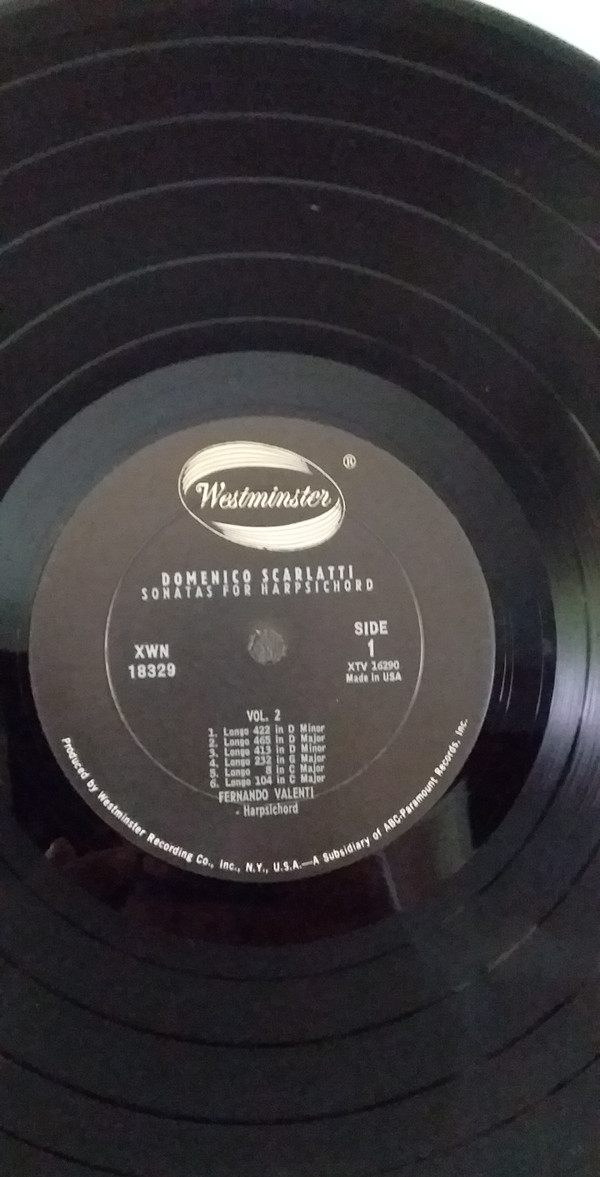 Westminster ®
DOMENICO SCARLATTI
SONATAS FOR HARPSICHORD
XWN
18329
SIDE
1
XTV 16290
Made in USA
VOL. 2
1. Longo 422 in D Minor
2. Longo 465 in D Major
3. Longo 413 in D Minor
4. Longo 232 in G Major
5. Longo 8 in C Major
6. Longo 104 in C Major
FERNANDO VALENTI
- Harpsichord
Produced by Westminster Recording Co., Inc., N.Y., U.S.A.—A Subsidiary of ABC-Paramount Records, Inc.